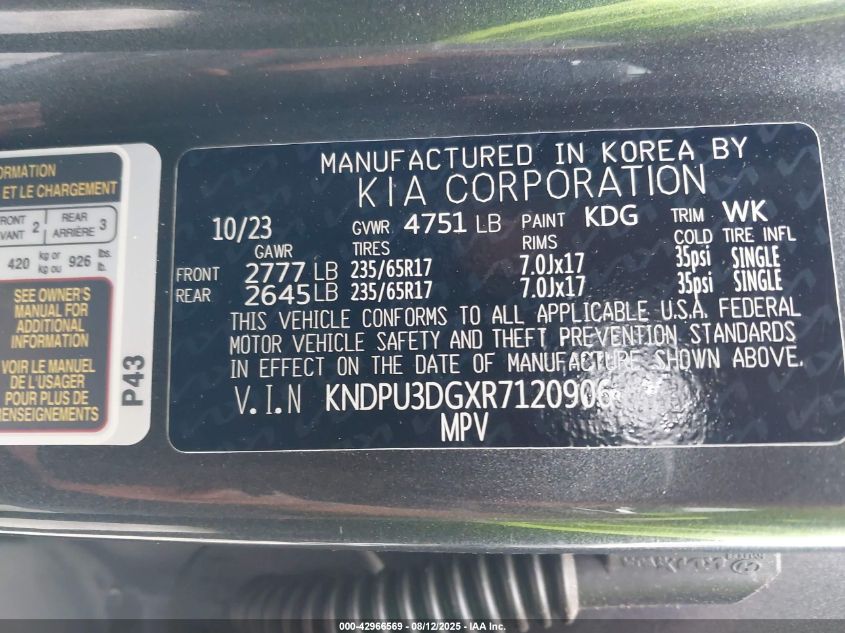 ORMATION
ET LE CHARGEMENT
FRONT 2 REAR 3
VANT ARRIÈRE
420 kg or kg ou 926 lbs. lb.
SEE OWNER'S
MANUAL FOR
ADDITIONAL
INFORMATION
VOIR LE MANUEL
DE L'USAGER
POUR PLUS DE
RENSEIGNEMENTS
P43
MANUFACTURED IN KOREA BY
KIA CORPORATION
10/23 GVWR 4751 LB PAINT KDG TRIM WK
GAWR TIRES RIMS COLD TIRE INFL
FRONT 2777 LB 235/65R17 7.0Jx17 35psi SINGLE
REAR 2645 LB 235/65R17 7.0Jx17 35psi SINGLE
THIS VEHICLE CONFORMS TO ALL APPLICABLE U.S.A. FEDERAL
MOTOR VEHICLE SAFETY AND THEFT PREVENTION STANDARDS
IN EFFECT ON THE DATE OF MANUFACTURE SHOWN ABOVE.
V.I.N KNDPU3DGXR7120906
MPV
000-42966569 - 08/12/2025 - IAA Inc.